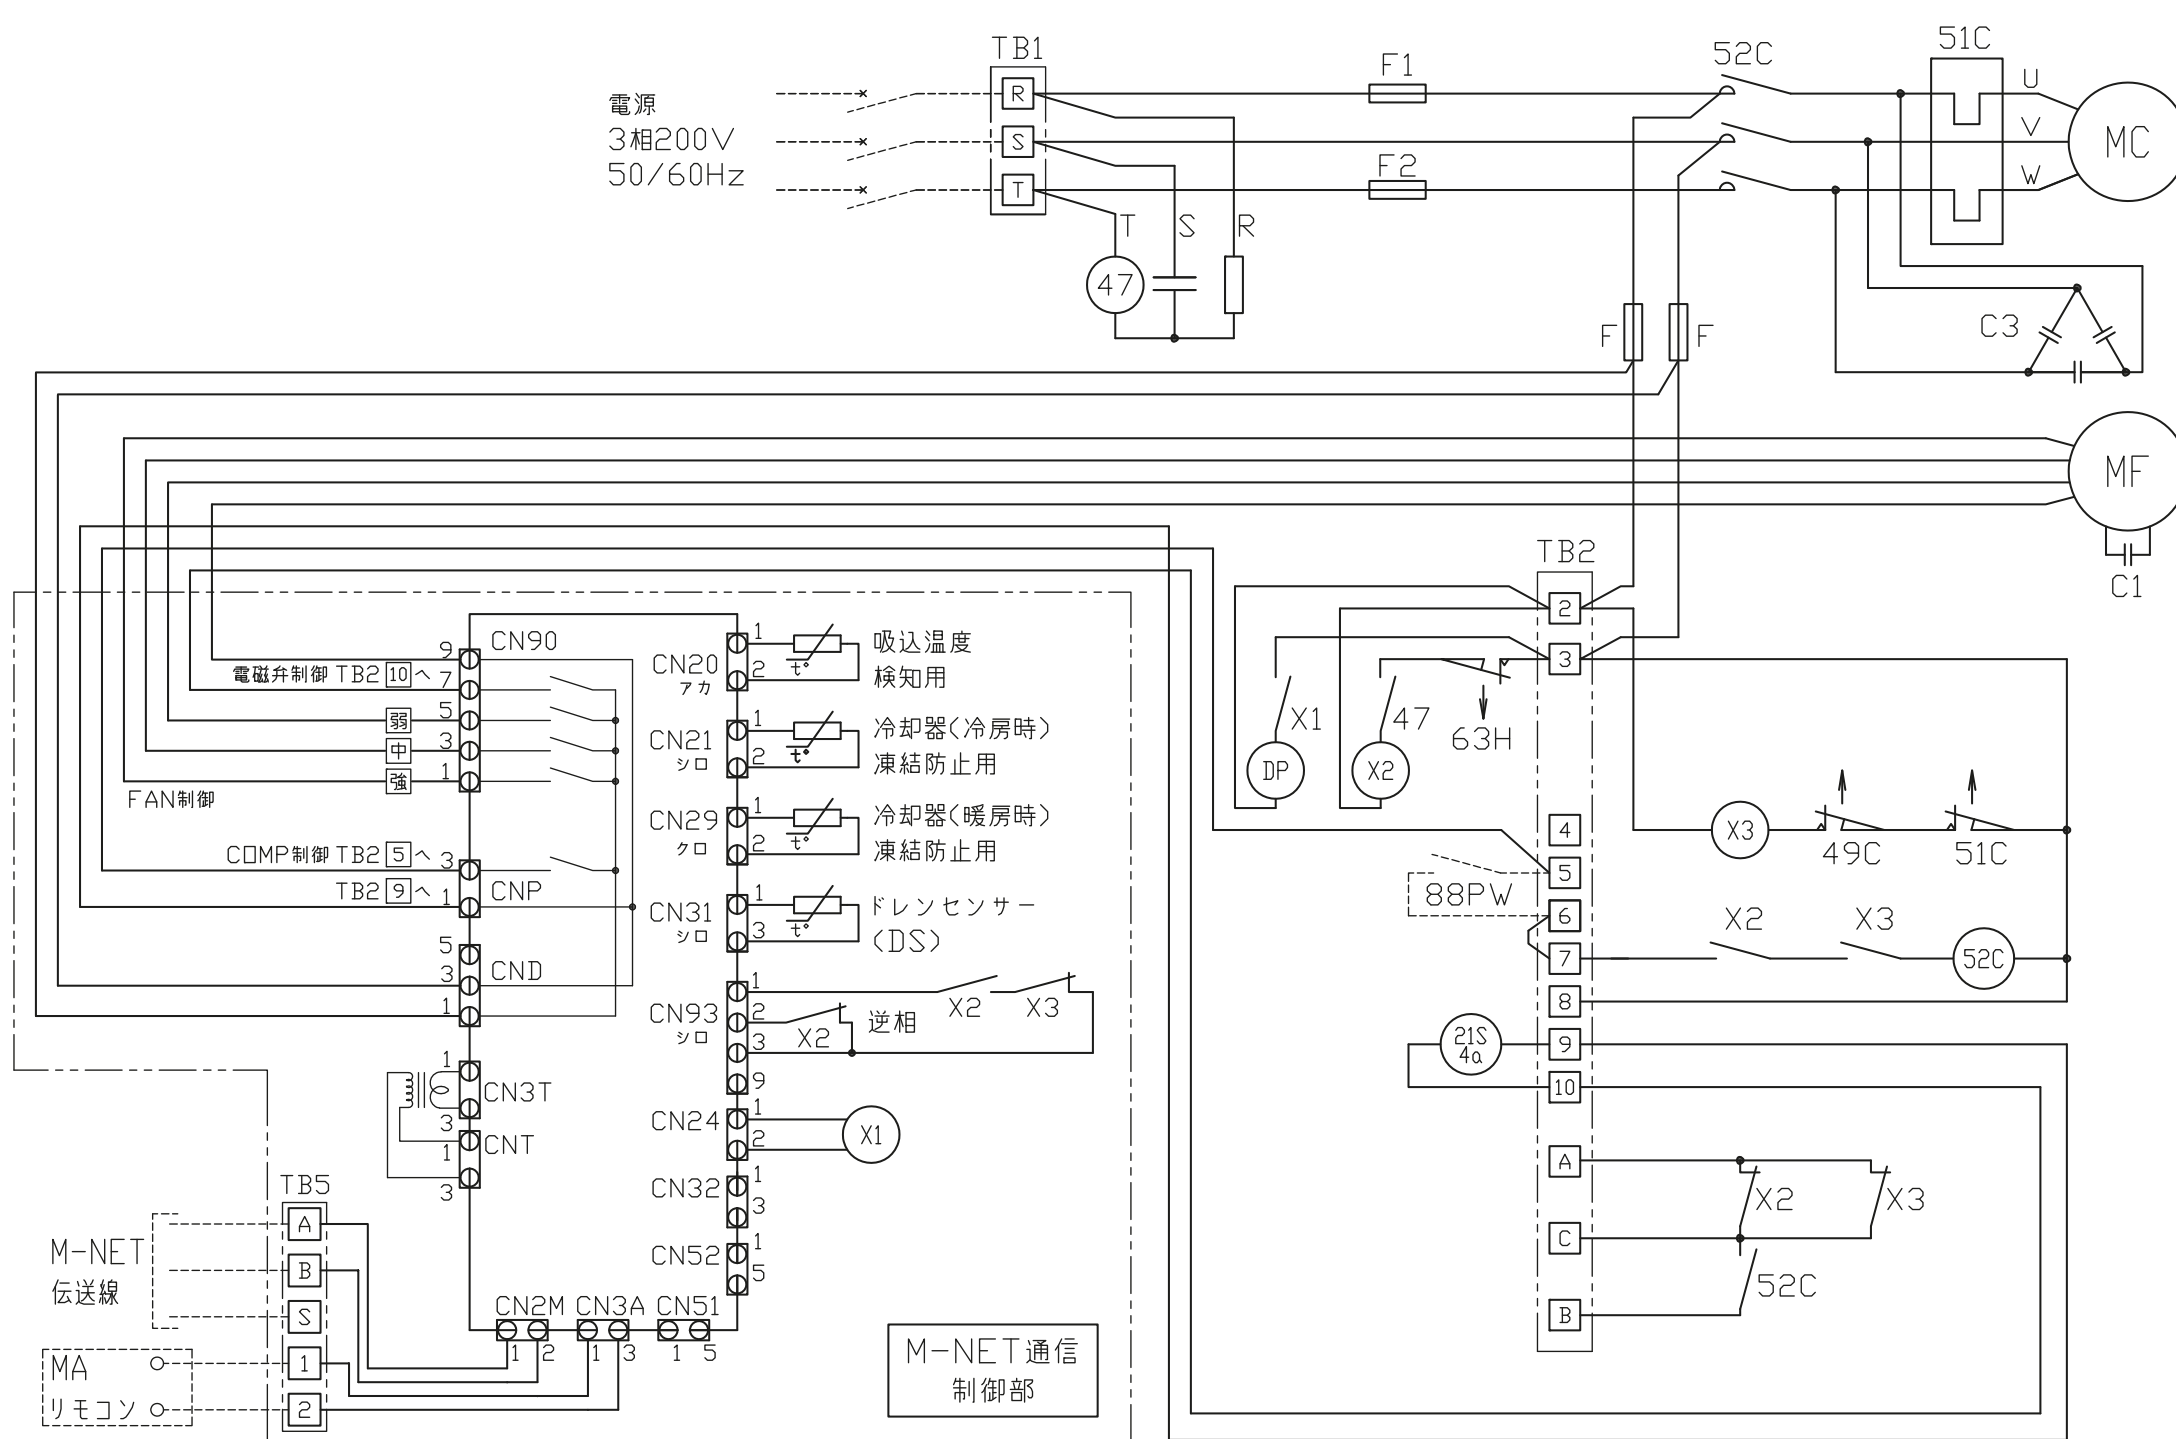 TB1
F1
52C
51C
電源
3相200V
50/60Hz
R
S
T
F2
U
V
W
MC
T
S
R
47
F
F
C3
MF
C1
TB2
2
3
X1
47
63H
DP
X2
4
5
6
7
8
9
10
A
C
B
88PW
X3
49C
51C
X2
X3
52C
21S
4a
X2
X3
52C
CN90
9
7
5
3
1
電磁弁制御 TB2 10 へ
弱
中
強
FAN制御
COMP制御 TB2 5 へ
TB2 9 へ
3
1
CNP
5
3
1
CND
1
3
CN3T
1
3
CNT
CN20
アカ
1
2
t°
吸込温度
検知用
CN21
シロ
1
2
t°
冷却器(冷房時)
凍結防止用
CN29
クロ
1
2
t°
冷却器(暖房時)
凍結防止用
CN31
シロ
1
3
t°
ドレンセンサー
(DS)
CN93
シロ
1
2
3
9
X2
逆相
X2
X3
CN24
1
2
X1
CN32
1
3
CN52
1
5
CN2M
CN3A
CN51
1
2
1
3
1
5
TB5
A
B
S
1
2
M-NET
伝送線
MA
リモコン
M-NET通信
制御部